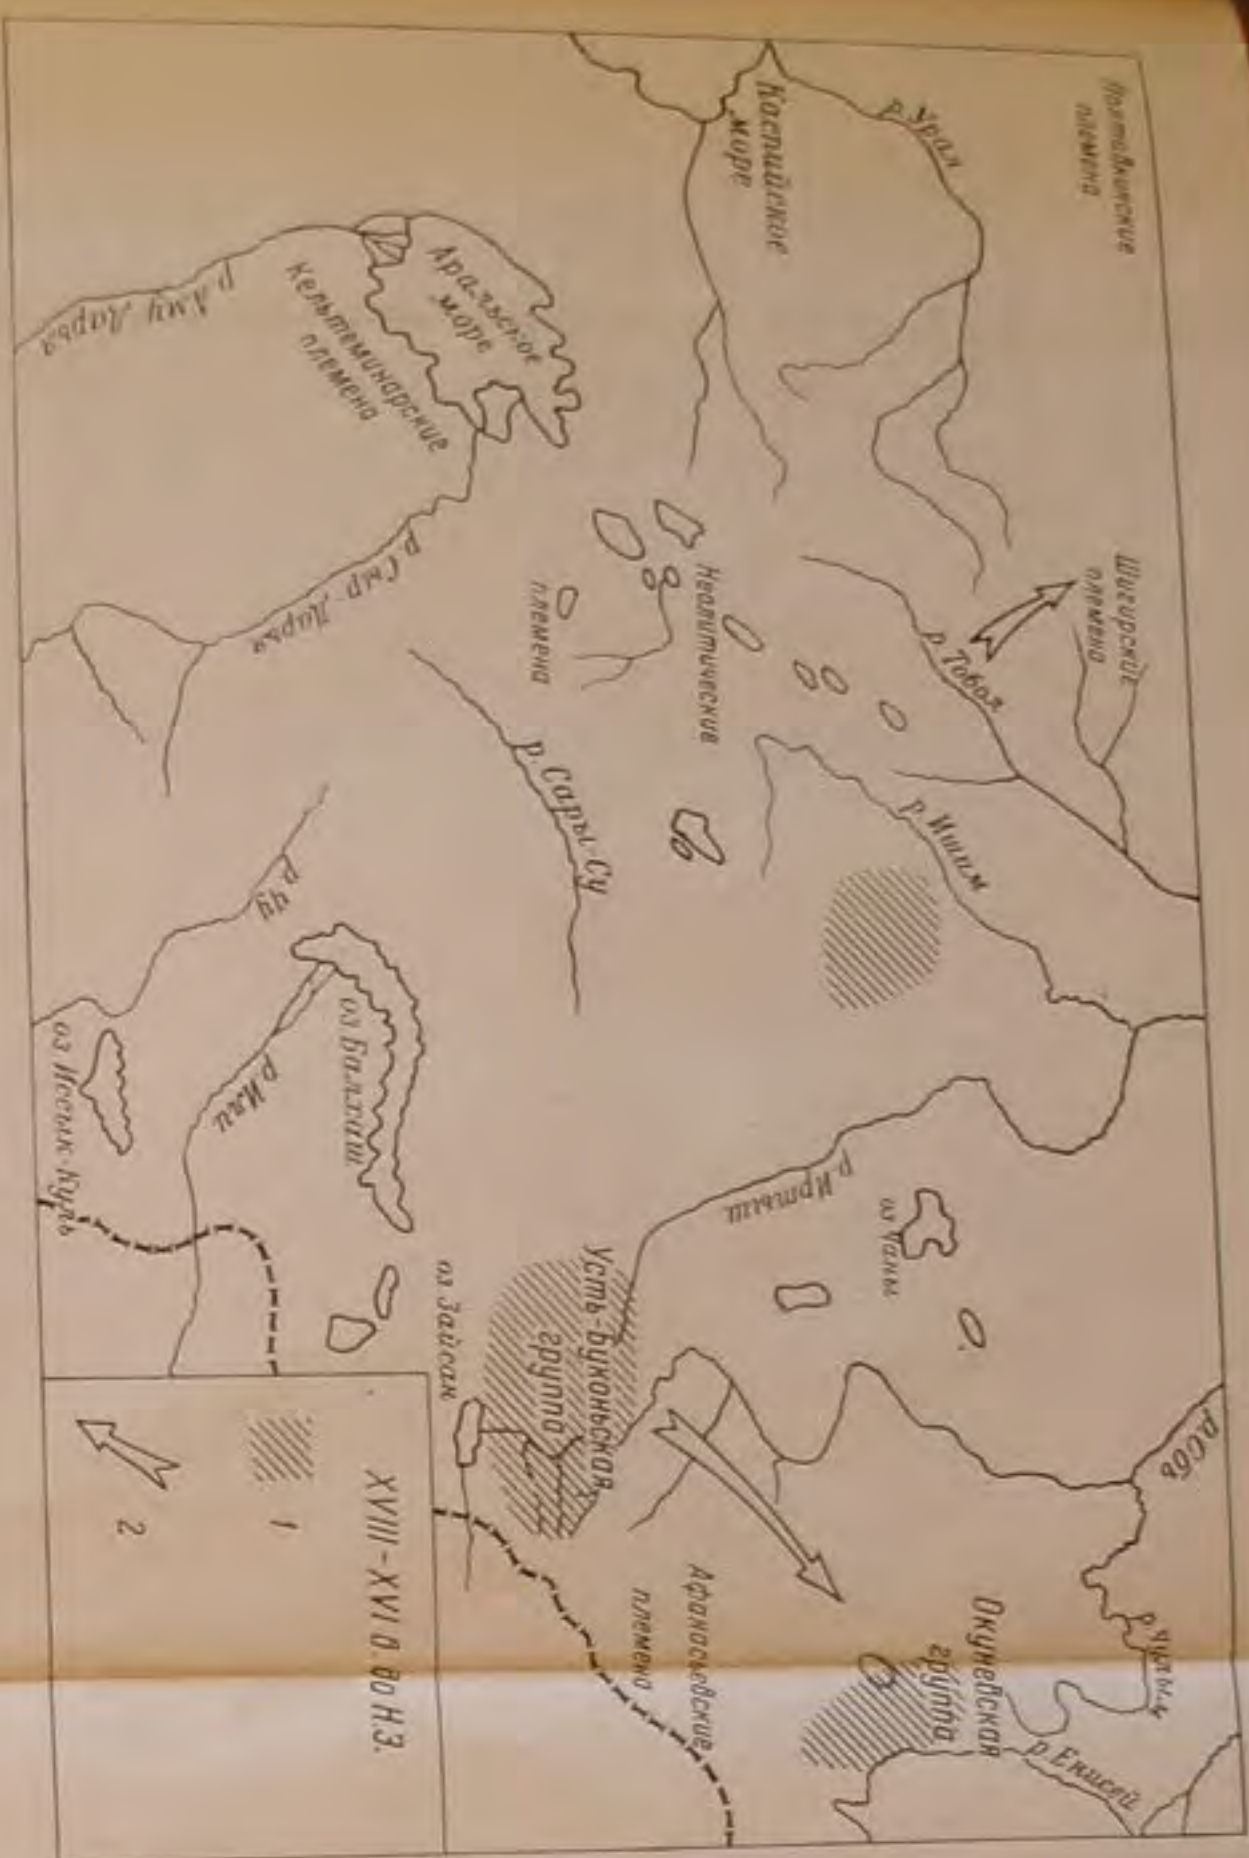 Полтавкинские
племена
р. Урал
Каспийское
море
Шигирские
племена
р. Тобол
Аральское
море
Кельтеминарские
племена
р. Аму Дарья
р. Сыр-Дарья
Неолитические
племена
р. Ишим
р. Сары-Су
р. Чу
оз Балхаш
р. Или
оз Иссык-Куль
р. Иртыш
оз Чаны
Усть-Буконьская
группа
оз Зайсан
р. Обь
р. Чулым
Окуневская
группа
р. Енисей
Афанасьевские
племена
XVIII-XVI в. до н.э.
1
2